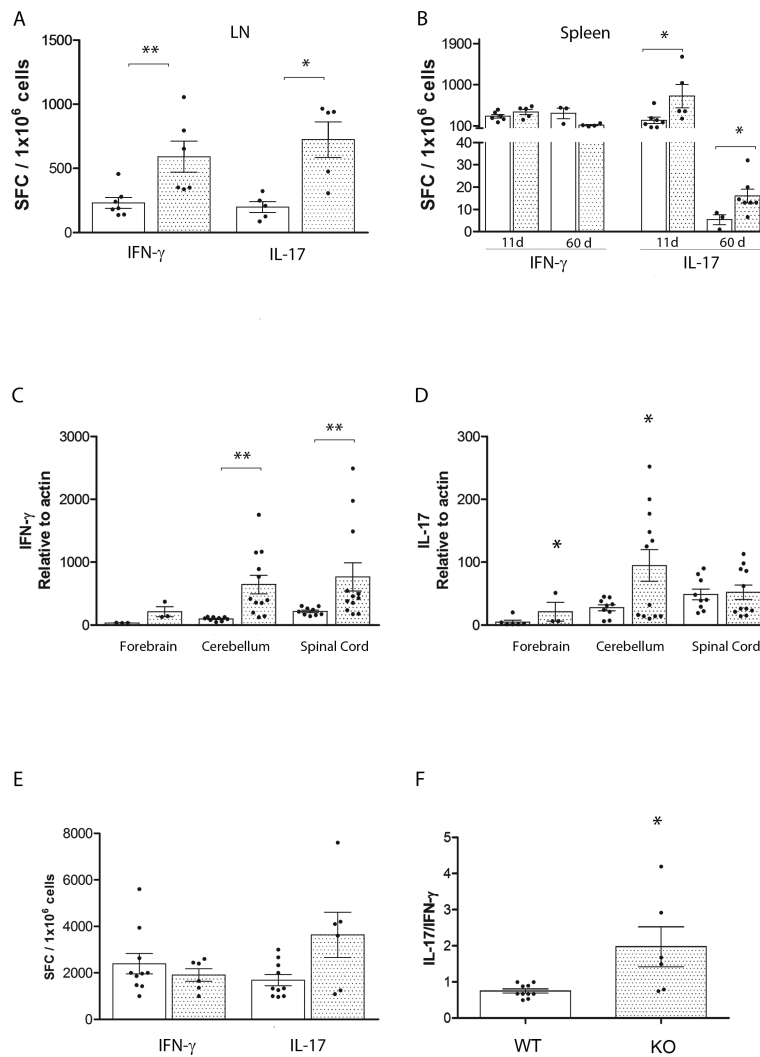 A
LN
SFC / 1x10⁶ cells
1500
1000
500
0
**
*
IFN-γ
IL-17
B
Spleen
SFC / 1x10⁶ cells
1900
1000
100
40
30
20
10
0
*
*
11d
60 d
11d
60 d
IFN-γ
IL-17
C
IFN-γ
Relative to actin
3000
2000
1000
0
**
**
Forebrain
Cerebellum
Spinal Cord
D
IL-17
Relative to actin
300
200
100
0
*
*
Forebrain
Cerebellum
Spinal Cord
E
SFC / 1x10⁶ cells
8000
6000
4000
2000
0
IFN-γ
IL-17
F
IL-17/IFN-γ
5
4
3
2
1
0
*
WT
KO